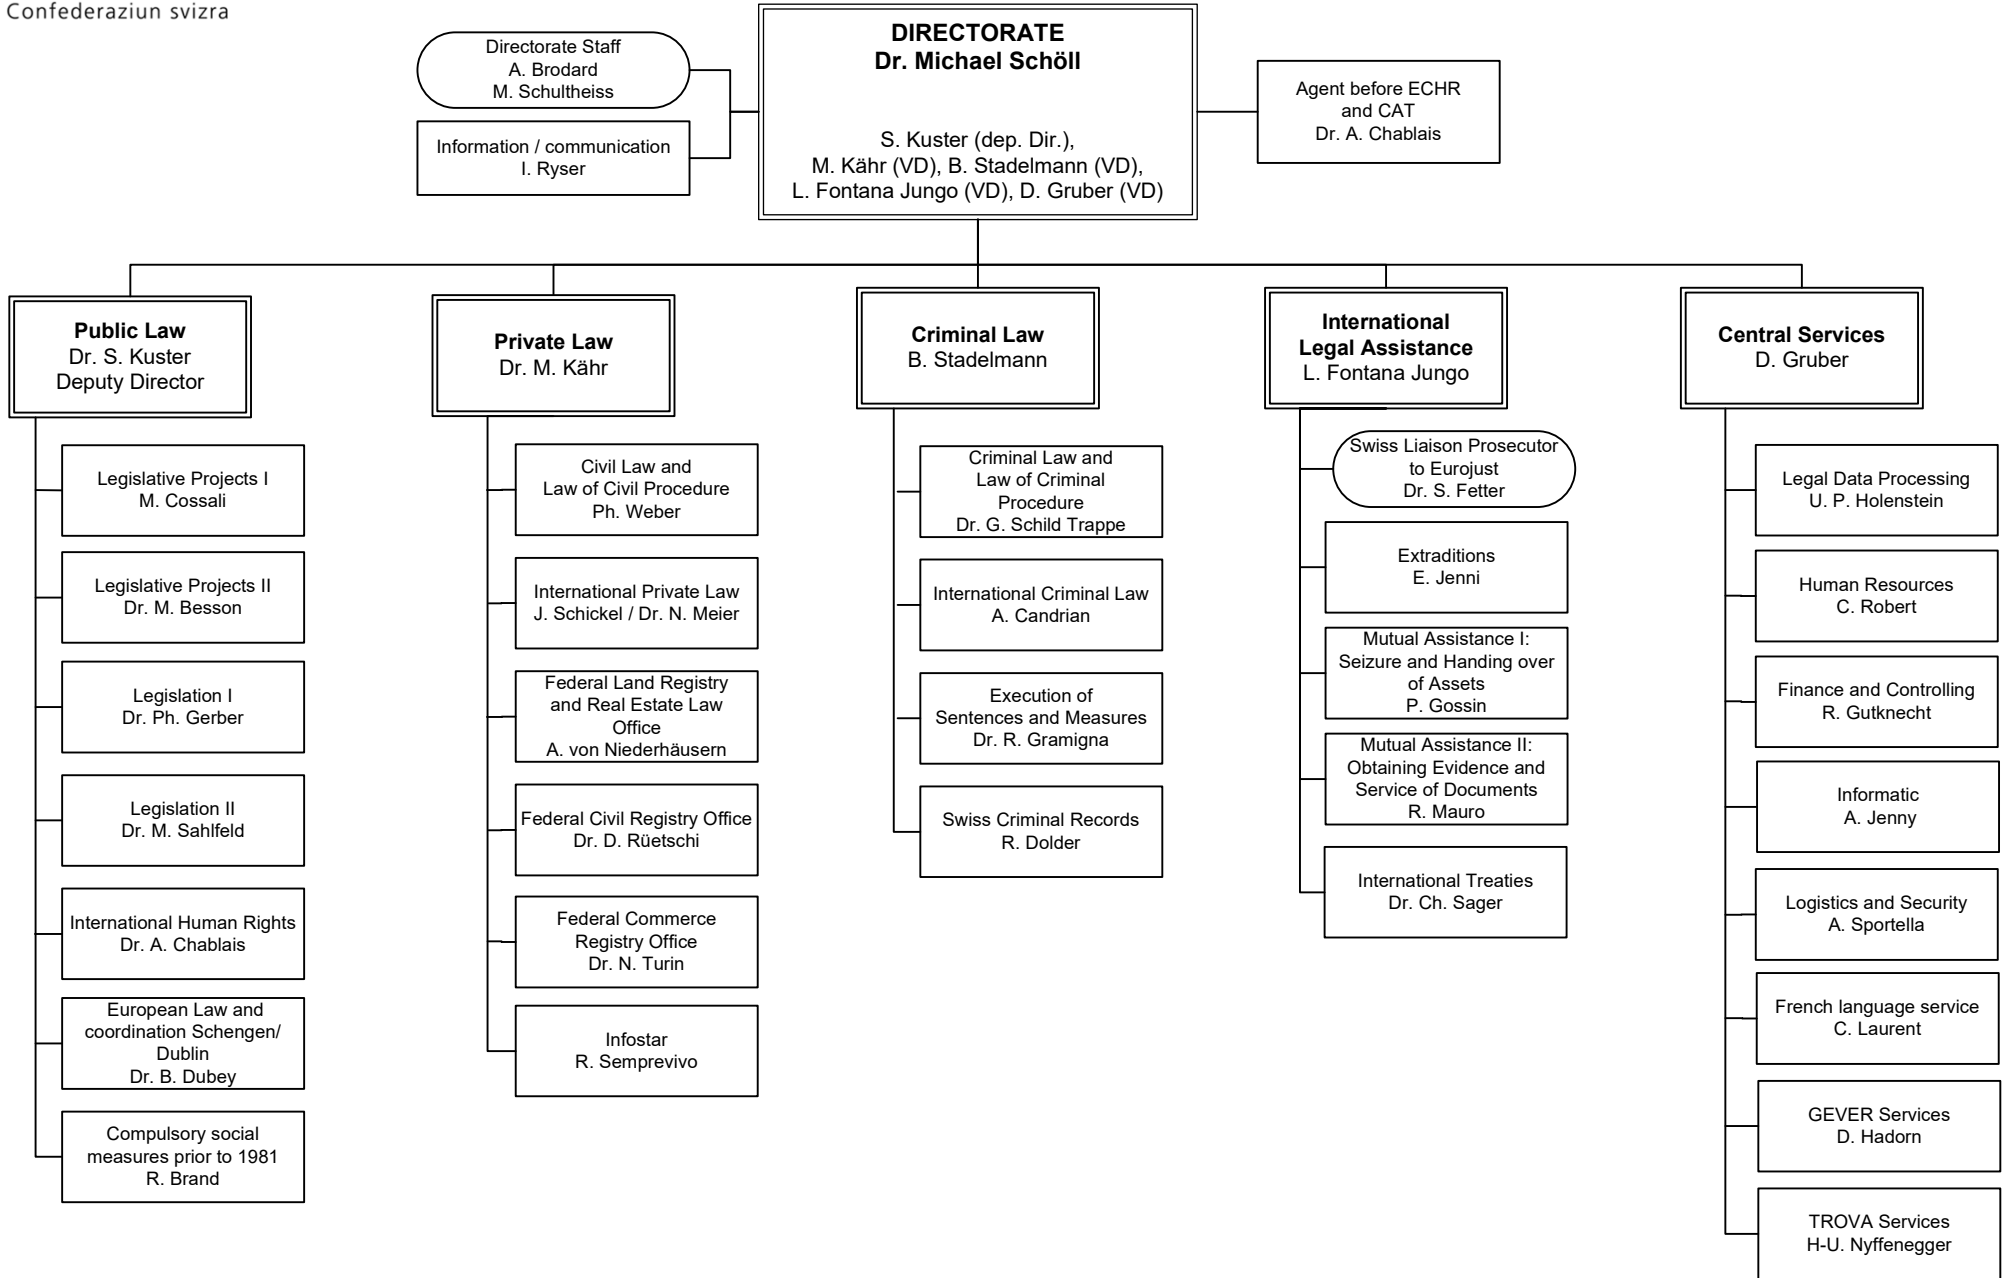 Confederaziun svizra
DIRECTORATE
Dr. Michael Schöll
S. Kuster (dep. Dir.),
M. Kähr (VD), B. Stadelmann (VD),
L. Fontana Jungo (VD), D. Gruber (VD)
Directorate Staff
A. Brodard
M. Schultheiss
Information / communication
I. Ryser
Agent before ECHR
and CAT
Dr. A. Chablais
Public Law
Dr. S. Kuster
Deputy Director
Legislative Projects I
M. Cossali
Legislative Projects II
Dr. M. Besson
Legislation I
Dr. Ph. Gerber
Legislation II
Dr. M. Sahlfeld
International Human Rights
Dr. A. Chablais
European Law and
coordination Schengen/
Dublin
Dr. B. Dubey
Compulsory social
measures prior to 1981
R. Brand
Private Law
Dr. M. Kähr
Civil Law and
Law of Civil Procedure
Ph. Weber
International Private Law
J. Schickel / Dr. N. Meier
Federal Land Registry
and Real Estate Law
Office
A. von Niederhäusern
Federal Civil Registry Office
Dr. D. Rüetschi
Federal Commerce
Registry Office
Dr. N. Turin
Infostar
R. Semprevivo
Criminal Law
B. Stadelmann
Criminal Law and
Law of Criminal
Procedure
Dr. G. Schild Trappe
International Criminal Law
A. Candrian
Execution of
Sentences and Measures
Dr. R. Gramigna
Swiss Criminal Records
R. Dolder
International
Legal Assistance
L. Fontana Jungo
Swiss Liaison Prosecutor
to Eurojust
Dr. S. Fetter
Extraditions
E. Jenni
Mutual Assistance I:
Seizure and Handing over
of Assets
P. Gossin
Mutual Assistance II:
Obtaining Evidence and
Service of Documents
R. Mauro
International Treaties
Dr. Ch. Sager
Central Services
D. Gruber
Legal Data Processing
U. P. Holenstein
Human Resources
C. Robert
Finance and Controlling
R. Gutknecht
Informatic
A. Jenny
Logistics and Security
A. Sportella
French language service
C. Laurent
GEVER Services
D. Hadorn
TROVA Services
H-U. Nyffenegger